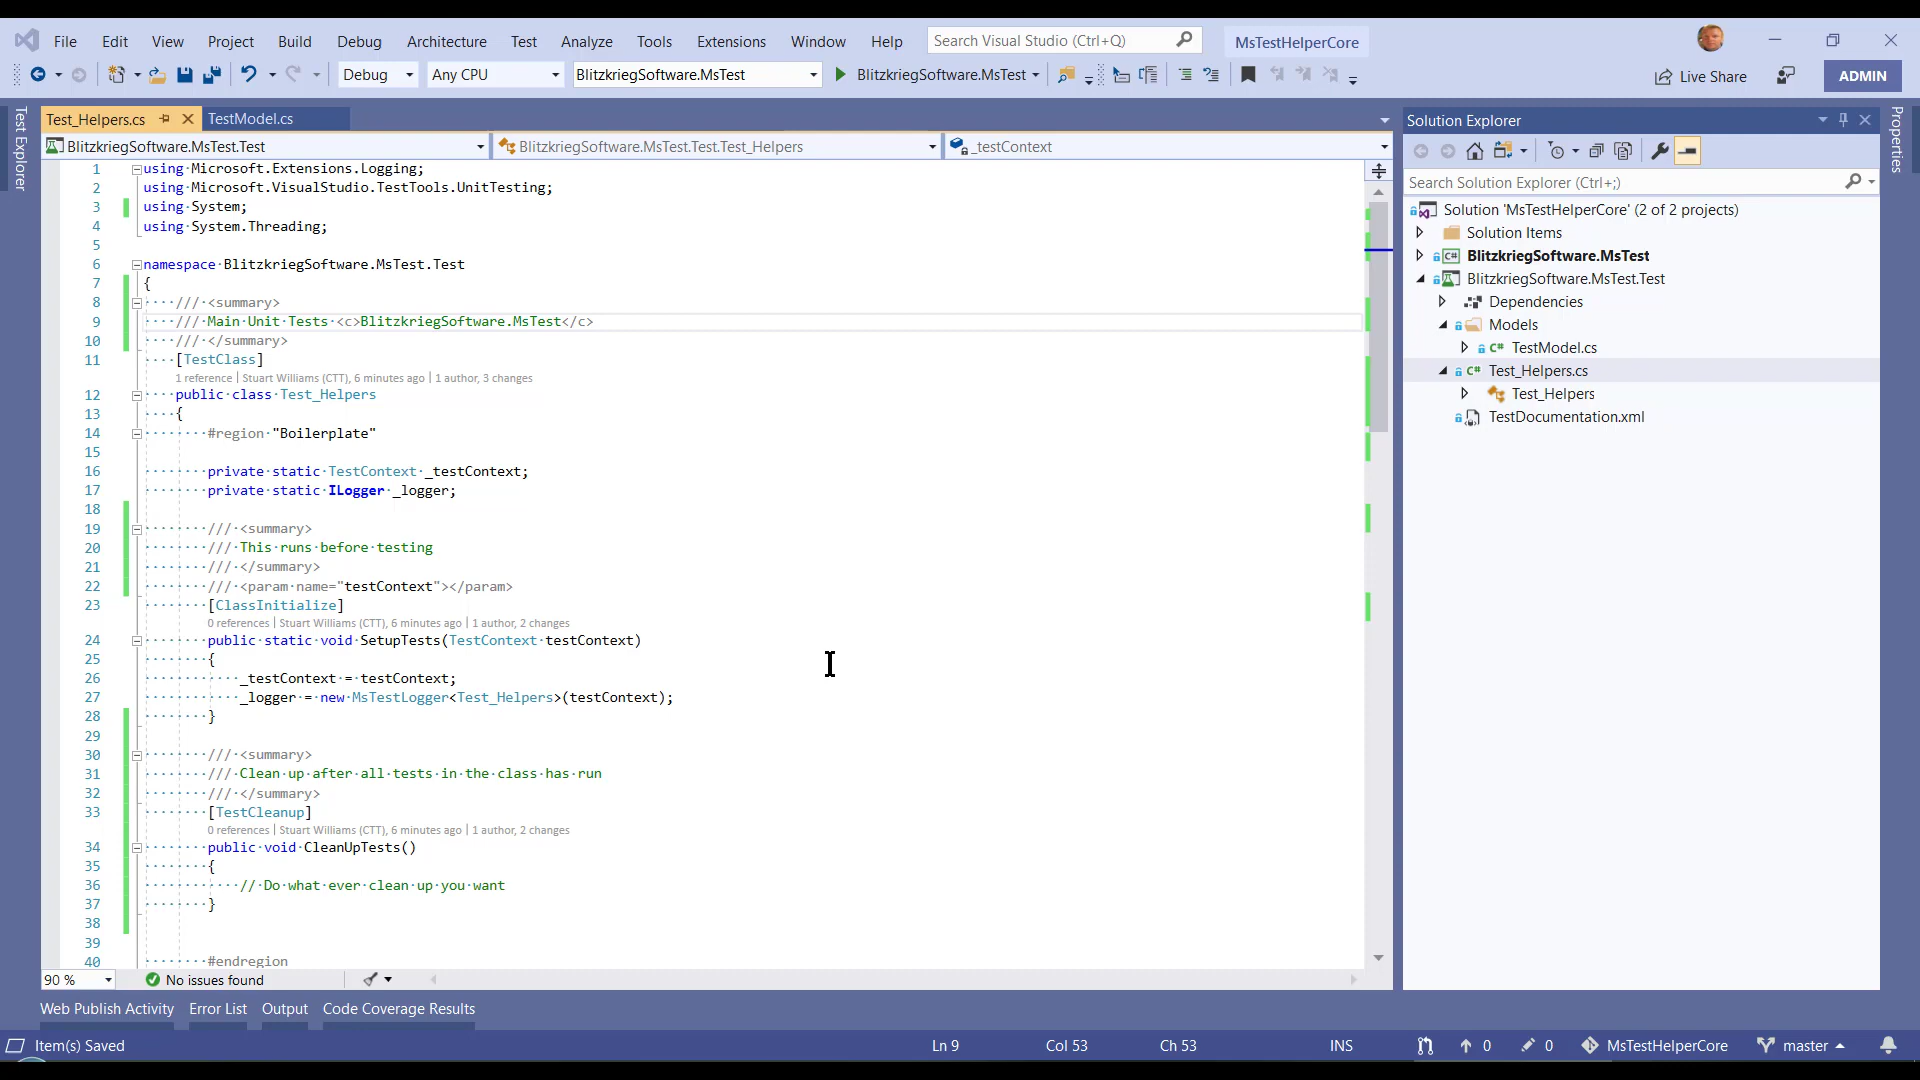 File Edit View Project Build Debug Test Architecture Analyze Tools Extensions Window Help Search Visual Studio (Ctrl+Q) MsTestHelperCore
Debug Any CPU BlitzkriegSoftware.MsTest BlitzkriegSoftware.MsTest Live Share ADMIN
Test Explorer
Test_Helpers.cs TestModel.cs
BlitzkriegSoftware.MsTest.Test BlitzkriegSoftware.MsTest.Test.Test_Helpers _testContext
1 using Microsoft.Extensions.Logging;
2 using Microsoft.VisualStudio.TestTools.UnitTesting;
3 using System;
4 using System.Threading;
5
6 namespace BlitzkriegSoftware.MsTest.Test
7 {
8 /// <summary>
9 /// Main Unit Tests <c>BlitzkriegSoftware.MsTest</c>
10 /// </summary>
11 [TestClass]
1 reference | Stuart Williams (CTT), 6 minutes ago | 1 author, 3 changes
12 public class Test_Helpers
13 {
14 #region "Boilerplate"
15
16 private static TestContext _testContext;
17 private static ILogger _logger;
18
19 /// <summary>
20 /// This runs before testing
21 /// </summary>
22 /// <param name="testContext"></param>
23 [ClassInitialize]
0 references | Stuart Williams (CTT), 6 minutes ago | 1 author, 2 changes
24 public static void SetupTests(TestContext testContext)
25 {
26 _testContext = testContext;
27 _logger = new MsTestLogger<Test_Helpers>(testContext);
28 }
29
30 /// <summary>
31 /// Clean up after all tests in the class has run
32 /// </summary>
33 [TestCleanup]
0 references | Stuart Williams (CTT), 6 minutes ago | 1 author, 2 changes
34 public void CleanUpTests()
35 {
36 // Do what ever clean up you want
37 }
38
39
40 #endregion
90 % No issues found
Solution Explorer
Search Solution Explorer (Ctrl+;)
Solution 'MsTestHelperCore' (2 of 2 projects)
Solution Items
BlitzkriegSoftware.MsTest
BlitzkriegSoftware.MsTest.Test
Dependencies
Models
TestModel.cs
Test_Helpers.cs
Test_Helpers
TestDocumentation.xml
Properties
Web Publish Activity Error List Output Code Coverage Results
Item(s) Saved Ln 9 Col 53 Ch 53 INS 0 0 MsTestHelperCore master